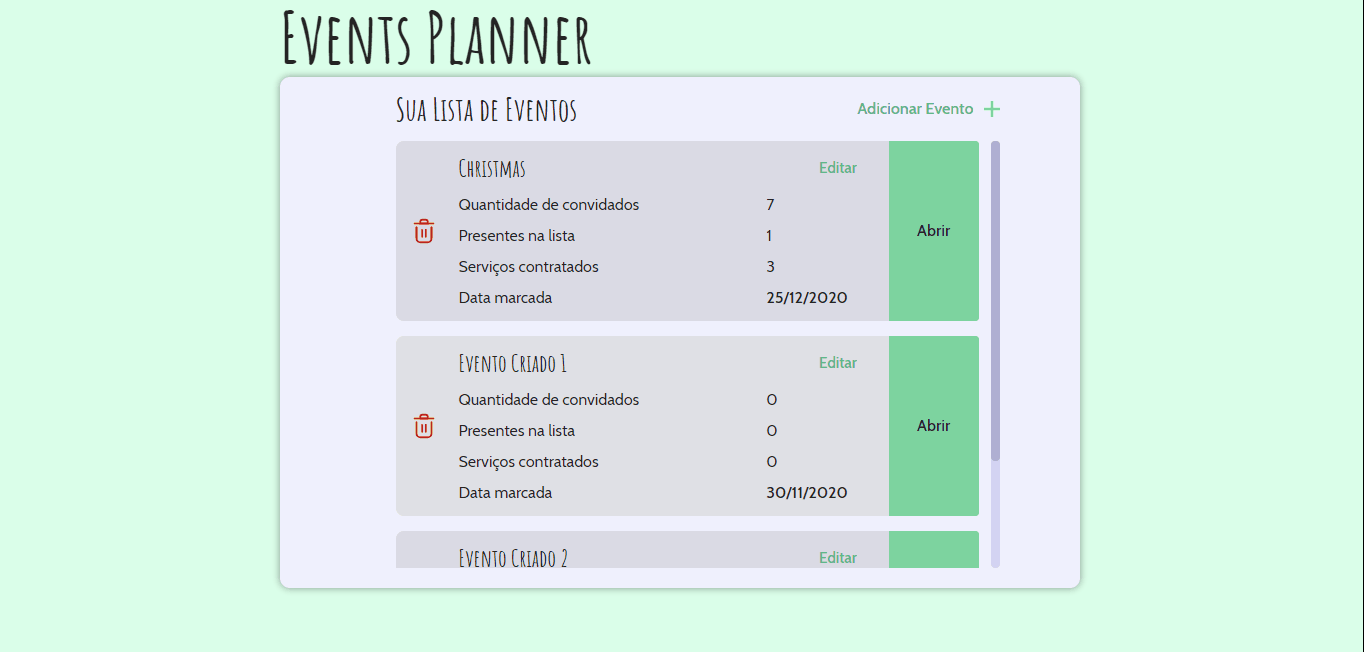 Events Planner
Sua Lista de Eventos Adicionar Evento +
Christmas Editar
Quantidade de convidados 7
Presentes na lista 1
Serviços contratados 3
Data marcada 25/12/2020
Abrir
Evento Criado 1 Editar
Quantidade de convidados 0
Presentes na lista 0
Serviços contratados 0
Data marcada 30/11/2020
Abrir
Evento Criado 2 Editar